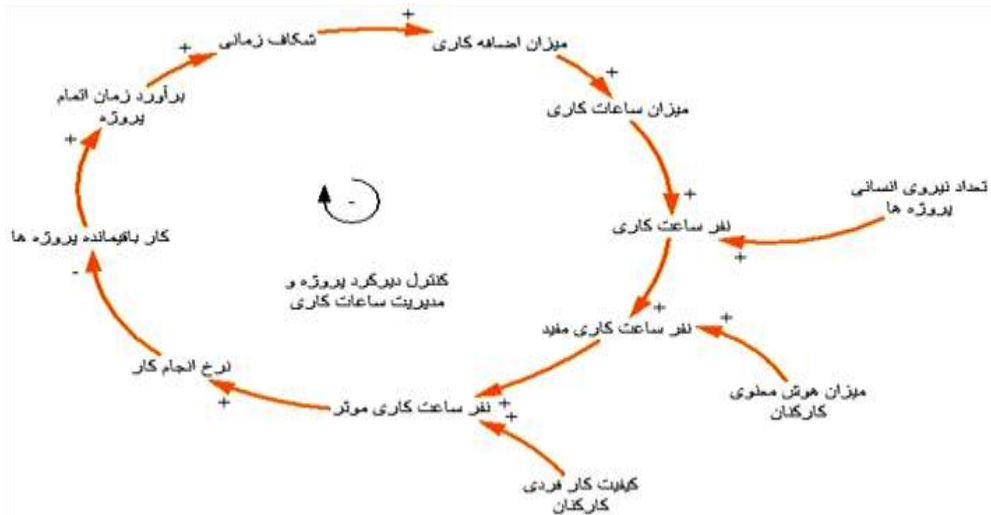 شکاف زمانی
میزان اضافه کاری
میزان ساعات کاری
برآورد زمان اتمام
پروژه
تعداد نیروی انسانی
پروژه ها
نفر ساعت کاری
کار باقیمانده پروژه ها
کنترل دیرکرد پروژه و
مدیریت ساعات کاری
نفر ساعت کاری مفید
نرخ انجام کار
میزان هوش معنوی
کارکنان
نفر ساعت کاری موثر
کیفیت کار فردی
کارکنان